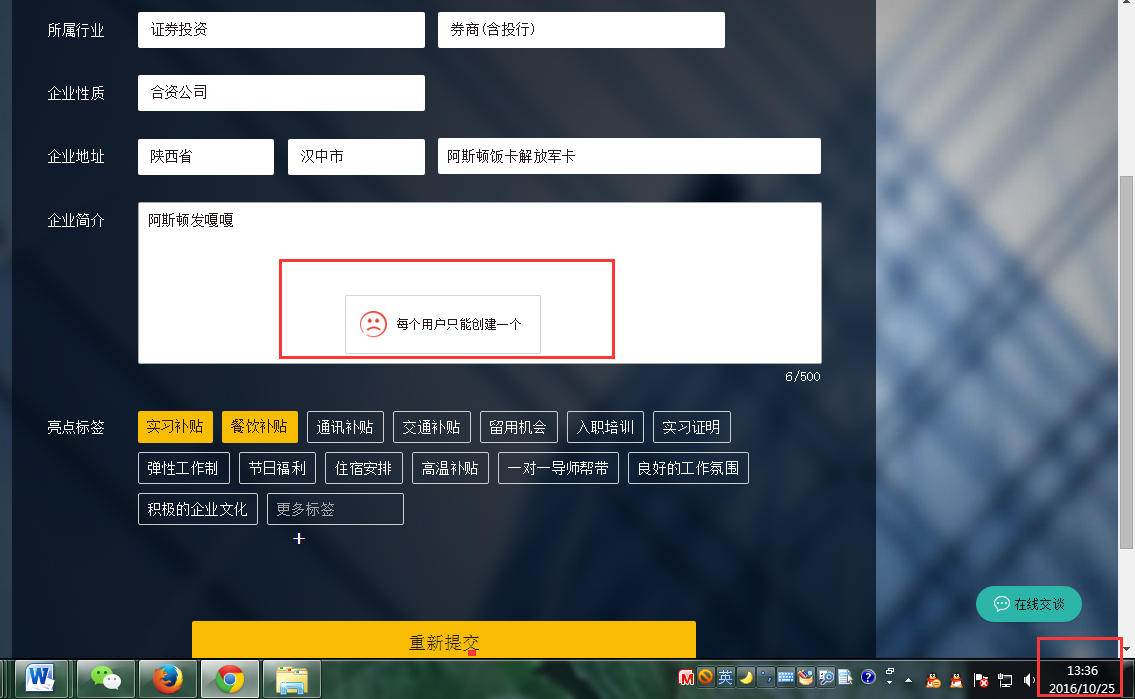 所属行业 证券投资 券商(含投行)
企业性质 合资公司
企业地址 陕西省 汉中市 阿斯顿饭卡解放军卡
企业简介 阿斯顿发嘎嘎
每个用户只能创建一个
6/500
亮点标签 实习补贴 餐饮补贴 通讯补贴 交通补贴 留用机会 入职培训 实习证明
弹性工作制 节日福利 住宿安排 高温补贴 一对一导师帮带 良好的工作氛围
积极的企业文化 更多标签
在线交谈
重新提交
英
13:36
2016/10/25